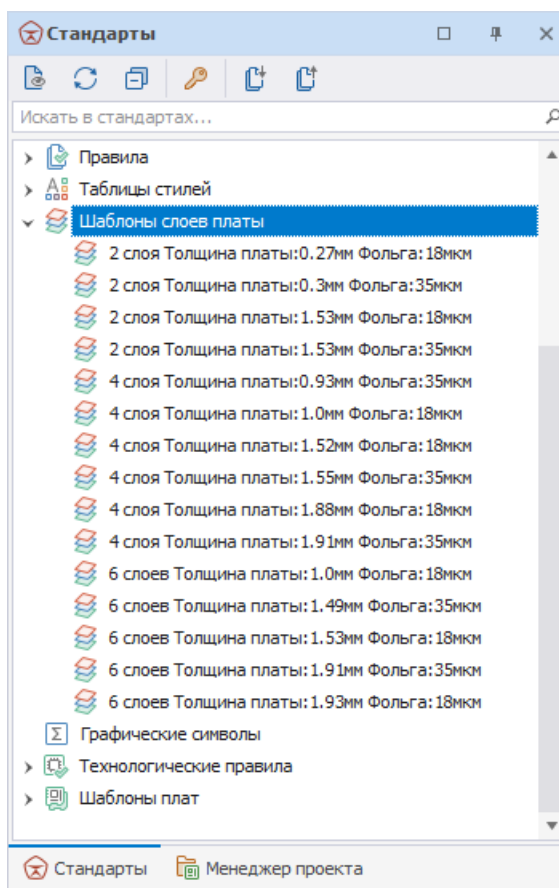 Стандарты
Искать в стандартах...
Правила
Таблицы стилей
Шаблоны слоев платы
2 слоя Толщина платы:0.27мм Фольга:18мкм
2 слоя Толщина платы:0.3мм Фольга:35мкм
2 слоя Толщина платы:1.53мм Фольга:18мкм
2 слоя Толщина платы:1.53мм Фольга:35мкм
4 слоя Толщина платы:0.93мм Фольга:35мкм
4 слоя Толщина платы:1.0мм Фольга:18мкм
4 слоя Толщина платы:1.52мм Фольга:18мкм
4 слоя Толщина платы:1.55мм Фольга:35мкм
4 слоя Толщина платы:1.88мм Фольга:18мкм
4 слоя Толщина платы:1.91мм Фольга:35мкм
6 слоев Толщина платы:1.0мм Фольга:18мкм
6 слоев Толщина платы:1.49мм Фольга:35мкм
6 слоев Толщина платы:1.53мм Фольга:18мкм
6 слоев Толщина платы:1.91мм Фольга:35мкм
6 слоев Толщина платы:1.93мм Фольга:18мкм
Графические символы
Технологические правила
Шаблоны плат
Стандарты Менеджер проекта